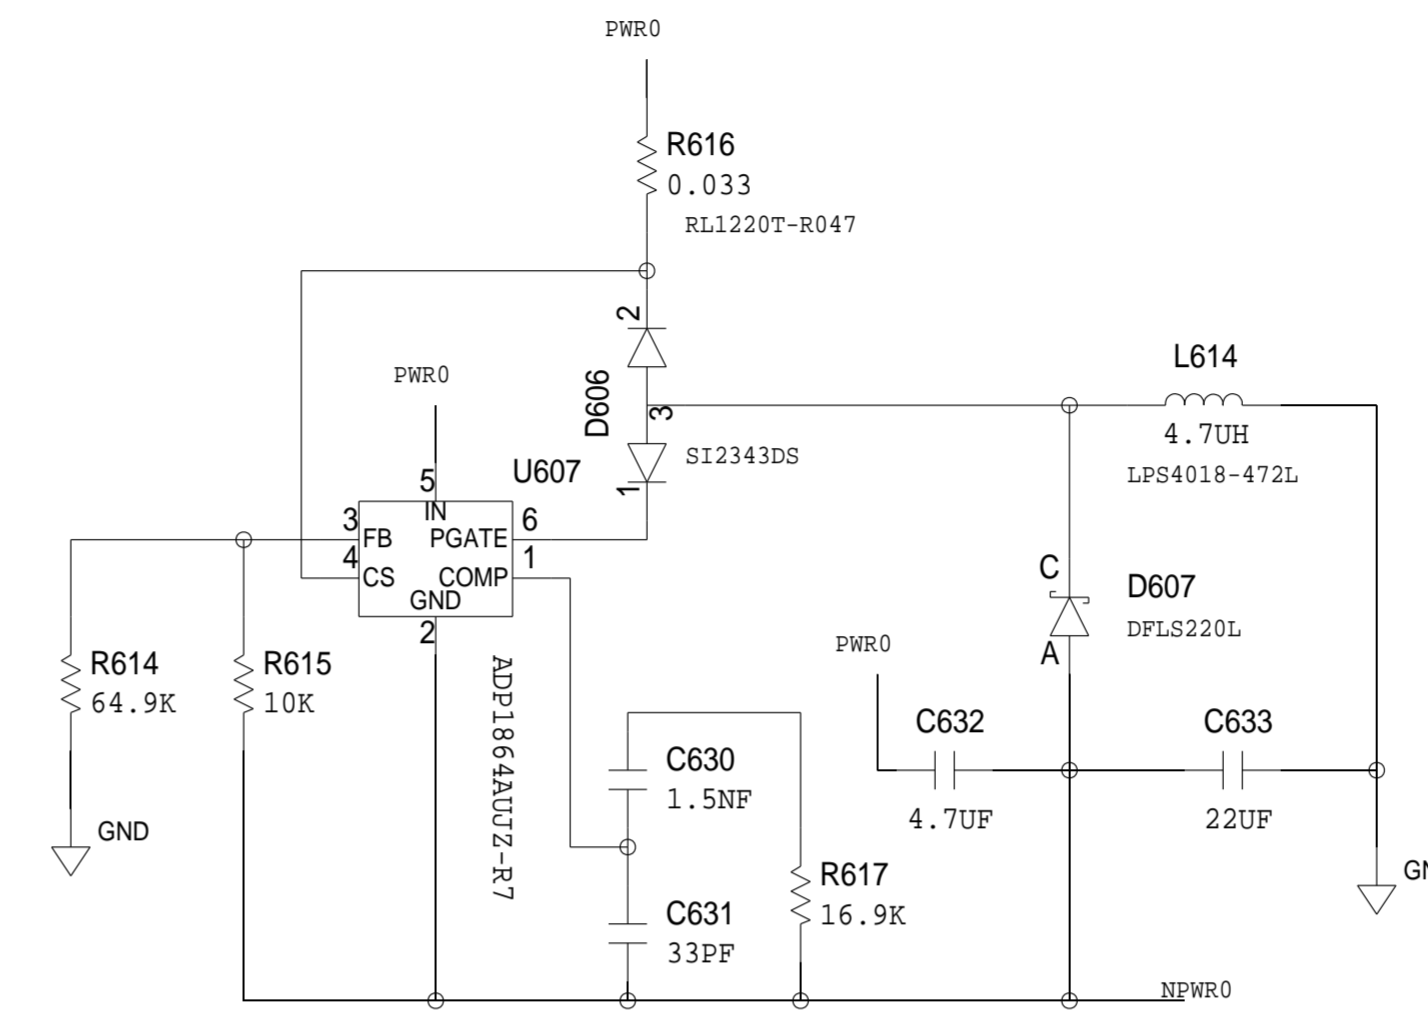 PWR0
R616
0.033
RL1220T-R047
2
D606
3
SI2343DS
1
PWR0
5
U607
IN
3
FB
PGATE
6
4
CS
COMP
1
GND
2
ADP1864AUJZ-R7
L614
4.7UH
LPS4018-472L
C
D607
DFLS220L
A
PWR0
R614
64.9K
R615
10K
C632
4.7UF
C633
22UF
C630
1.5NF
GND
R617
16.9K
C631
33PF
GN
NPWR0